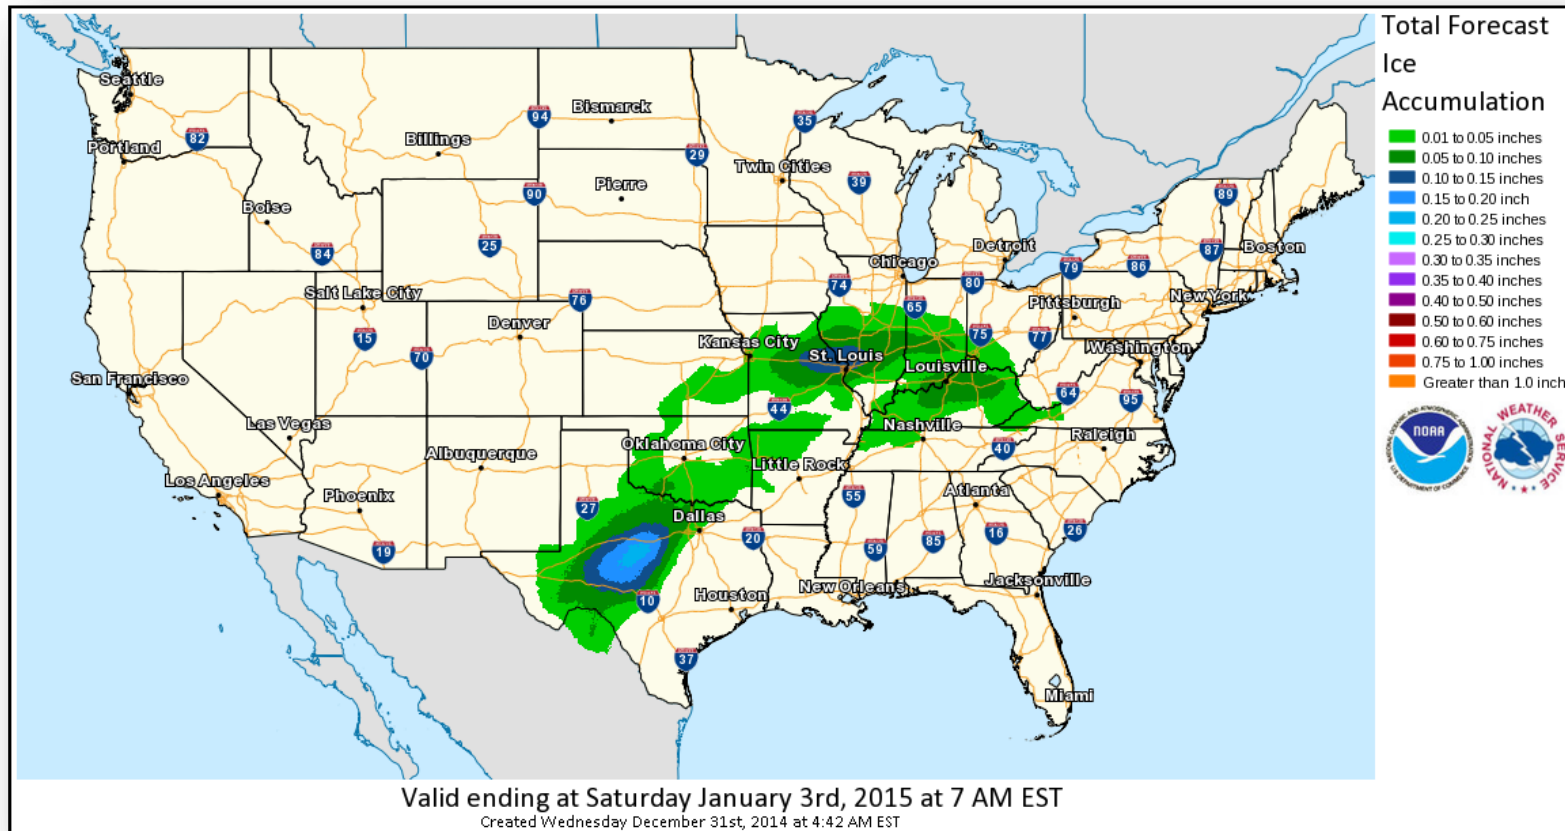 Total Forecast
Ice
Accumulation
0.01 to 0.05 inches
0.05 to 0.10 inches
0.10 to 0.15 inches
0.15 to 0.20 inch
0.20 to 0.25 inches
0.25 to 0.30 inches
0.30 to 0.35 inches
0.35 to 0.40 inches
0.40 to 0.50 inches
0.50 to 0.60 inches
0.60 to 0.75 inches
0.75 to 1.00 inches
Greater than 1.0 inch
NOAA
NATIONAL OCEANIC AND ATMOSPHERIC ADMINISTRATION
U.S. DEPARTMENT OF COMMERCE
NATIONAL WEATHER SERVICE
Seattle
82
Portland
Billings
94
Bismarck
35
29
Twin Cities
39
89
Boise
90
Pierre
84
25
Detroit
87
Boston
Chicago
79
86
Salt Lake City
76
74
80
65
Pittsburgh
New York
15
Denver
70
Kansas City
St. Louis
75
77
Washington
San Francisco
Louisville
44
64
95
Las Vegas
Albuquerque
Oklahoma City
Nashville
40
Raleigh
Little Rock
Los Angeles
Phoenix
27
55
Atlanta
Dallas
19
20
59
85
16
26
10
Houston
New Orleans
Jacksonville
37
Miami
Valid ending at Saturday January 3rd, 2015 at 7 AM EST
Created Wednesday December 31st, 2014 at 4:42 AM EST